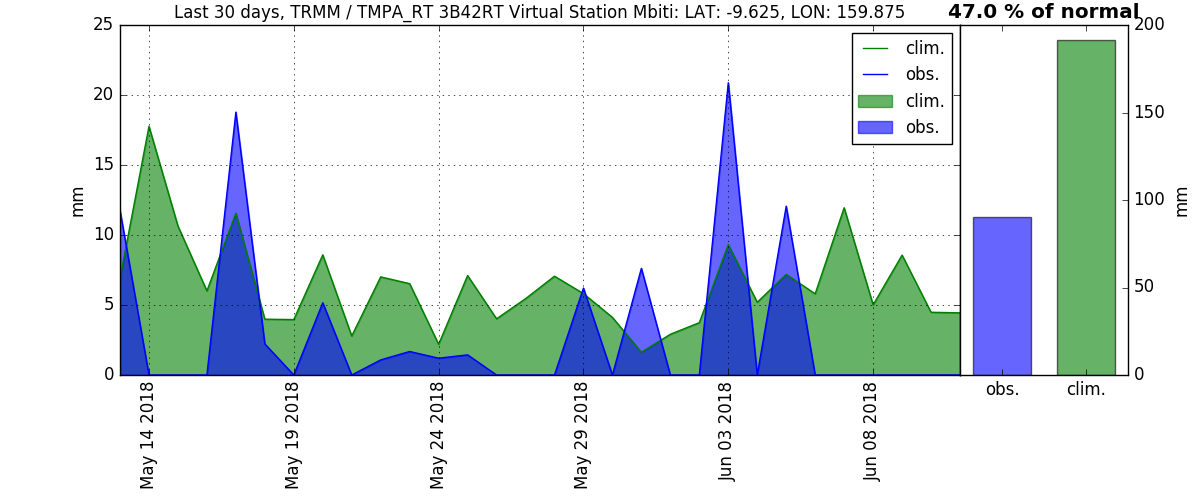 Last 30 days, TRMM / TMPA_RT 3B42RT Virtual Station Mbiti: LAT: -9.625, LON: 159.875
47.0 % of normal
25
20
15
10
5
0
mm
clim.
obs.
clim.
obs.
200
150
100
50
0
mm
obs.
clim.
May 14 2018
May 19 2018
May 24 2018
May 29 2018
Jun 03 2018
Jun 08 2018